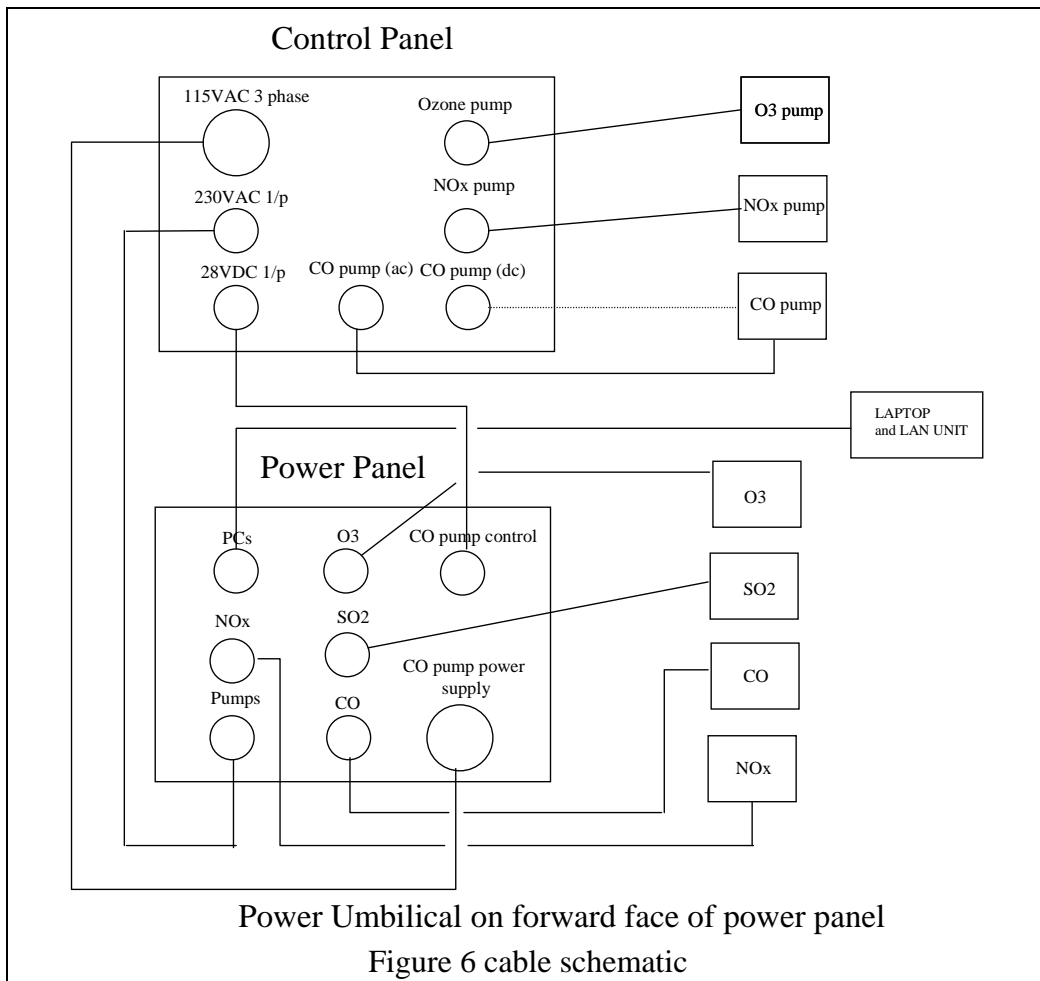 Control Panel
115VAC 3 phase
Ozone pump
O3 pump
230VAC 1/p
NOx pump
NOx pump
28VDC 1/p
CO pump (ac)
CO pump (dc)
CO pump
LAPTOP
and LAN UNIT
Power Panel
O3
PCs
O3
CO pump control
SO2
NOx
SO2
CO pump power
supply
CO
Pumps
CO
NOx
Power Umbilical on forward face of power panel
Figure 6 cable schematic